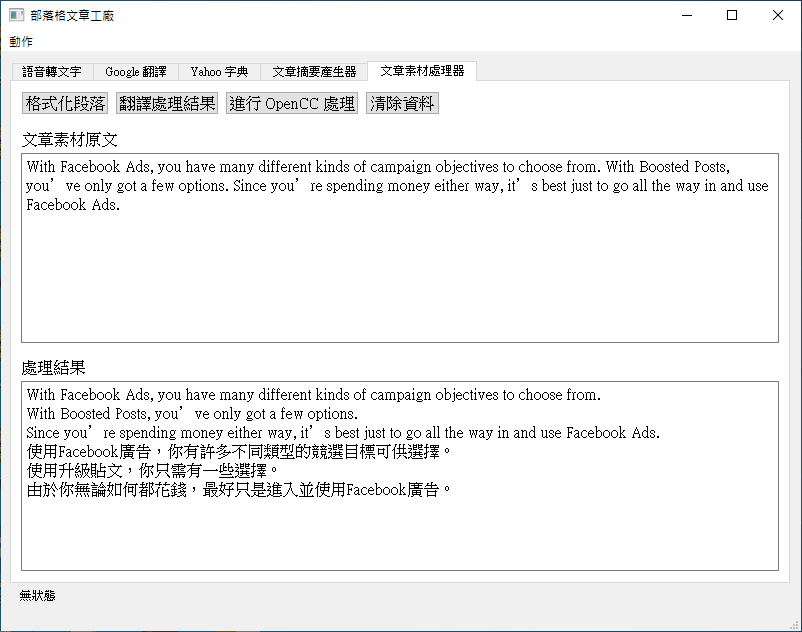 部落格文章工廠
動作
語音轉文字 Google 翻譯 Yahoo 字典 文章摘要產生器 文章素材處理器
格式化段落 翻譯處理結果 進行 OpenCC 處理 清除資料
文章素材原文
With Facebook Ads, you have many different kinds of campaign objectives to choose from. With Boosted Posts,
you’ve only got a few options. Since you’re spending money either way, it’s best just to go all the way in and use
Facebook Ads.
處理結果
With Facebook Ads, you have many different kinds of campaign objectives to choose from.
With Boosted Posts, you’ve only got a few options.
Since you’re spending money either way, it’s best just to go all the way in and use Facebook Ads.
使用Facebook廣告，你有許多不同類型的競選目標可供選擇。
使用升級貼文，你只需有一些選擇。
由於你無論如何都花錢，最好只是進入並使用Facebook廣告。
無狀態